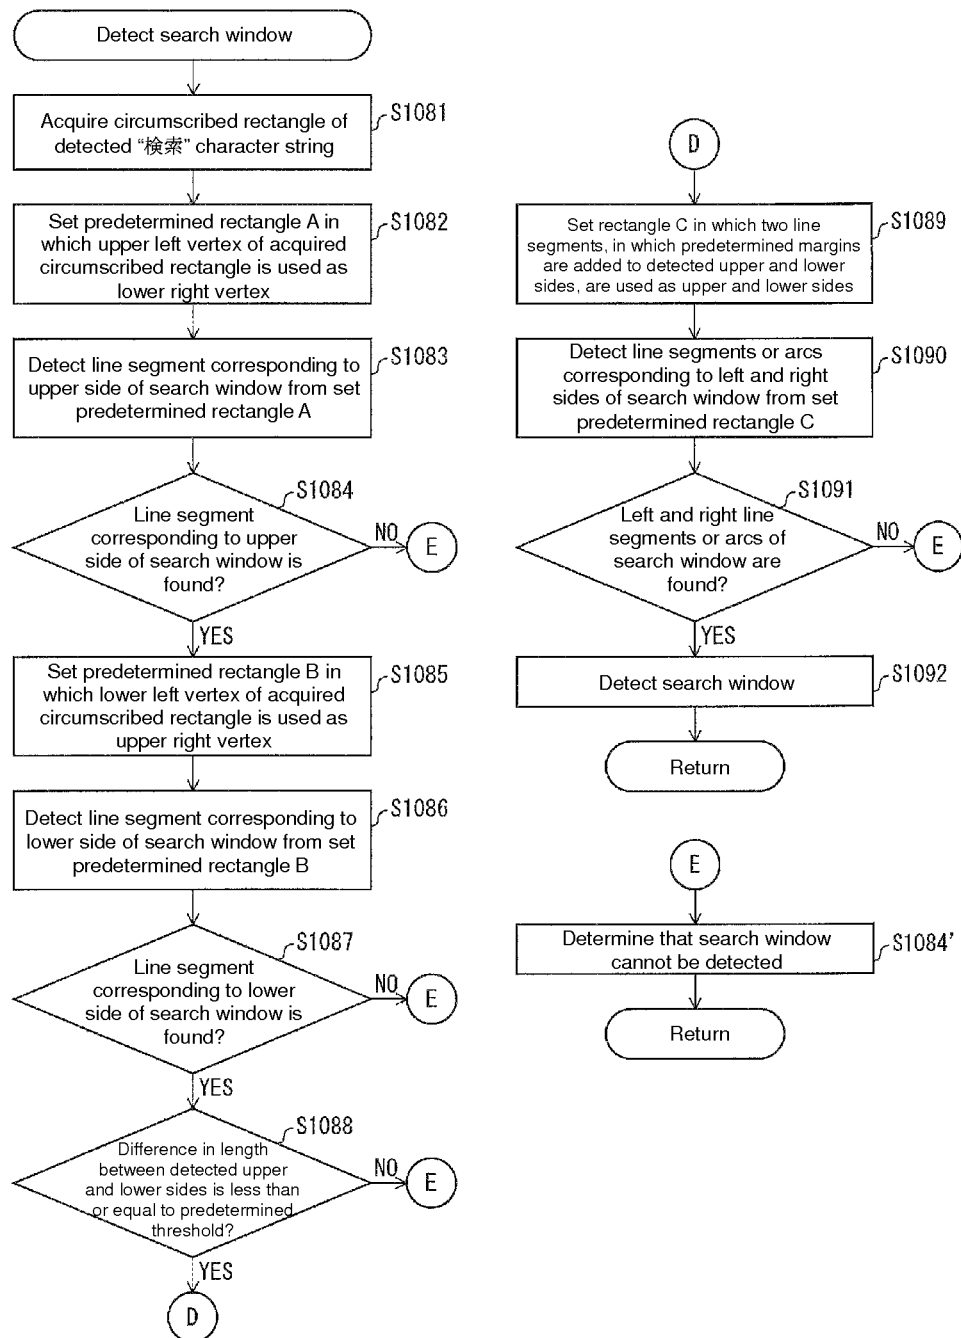 Detect search window
S1081
Acquire circumscribed rectangle of
detected “検索” character string
S1082
Set predetermined rectangle A in
which upper left vertex of acquired
circumscribed rectangle is used as
lower right vertex
S1083
Detect line segment corresponding to
upper side of search window from set
predetermined rectangle A
S1084
Line segment
corresponding to upper
side of search window is
found?
NO
E
YES
S1085
Set predetermined rectangle B in
which lower left vertex of acquired
circumscribed rectangle is used as
upper right vertex
S1086
Detect line segment corresponding to
lower side of search window from set
predetermined rectangle B
S1087
Line segment
corresponding to lower
side of search window is
found?
NO
E
YES
S1088
Difference in length
between detected upper
and lower sides is less than
or equal to predetermined
threshold?
NO
E
YES
D
D
S1089
Set rectangle C in which two line
segments, in which predetermined margins
are added to detected upper and lower
sides, are used as upper and lower sides
S1090
Detect line segments or arcs
corresponding to left and right
sides of search window from set
predetermined rectangle C
S1091
Left and right line
segments or arcs of
search window are
found?
NO
E
YES
S1092
Detect search window
Return
E
S1084'
Determine that search window
cannot be detected
Return